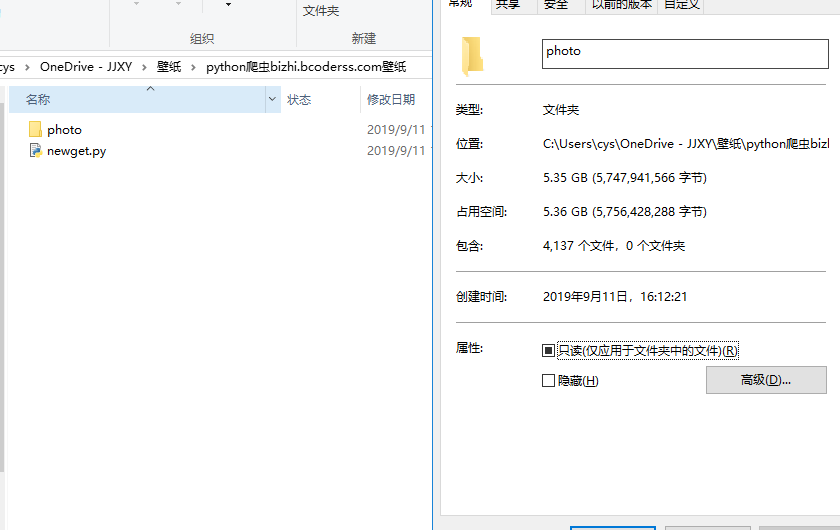 文件夹
组织
新建
cys > OneDrive - JJXY > 壁纸 > python爬虫bizhi.bcoderss.com壁纸
名称 状态 修改日期
photo 2019/9/11
newget.py 2019/9/11
常规 共享 安全 以前的版本 自定义
photo
类型: 文件夹
位置: C:\Users\cys\OneDrive - JJXY\壁纸\python爬虫bizl
大小: 5.35 GB (5,747,941,566 字节)
占用空间: 5.36 GB (5,756,428,288 字节)
包含: 4,137 个文件，0 个文件夹
创建时间: 2019年9月11日，16:12:21
属性: 只读(仅应用于文件夹中的文件)(R)
隐藏(H)
高级(D)...